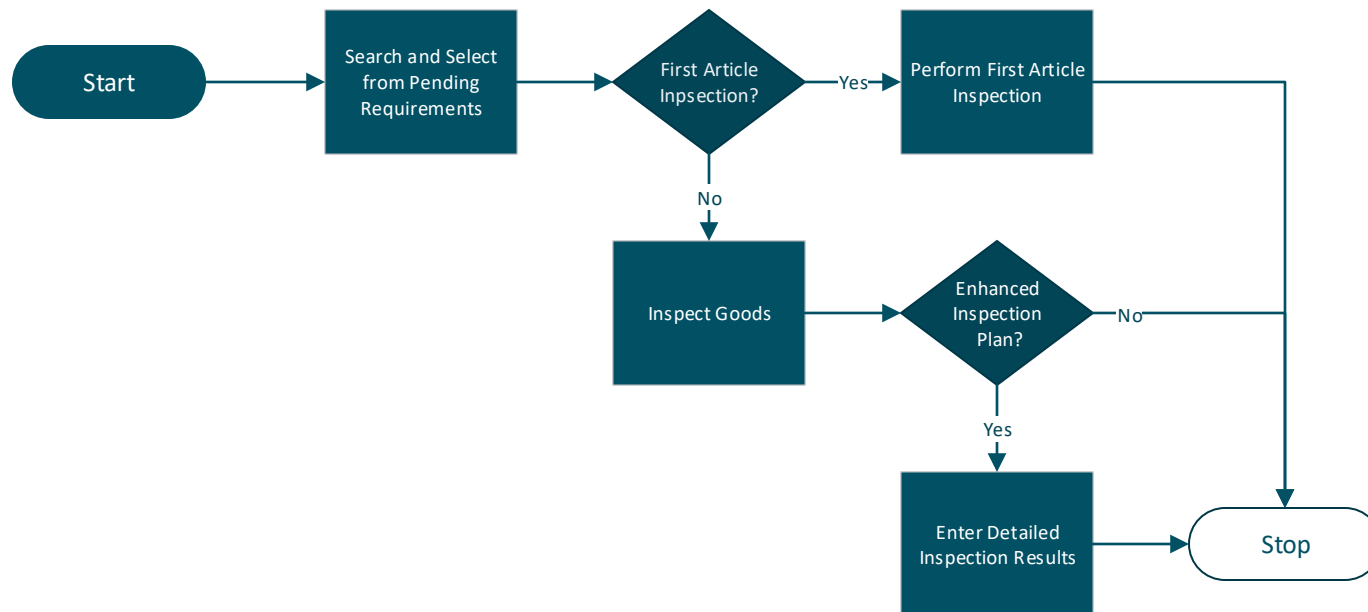 Start
Search and Select
from Pending
Requirements
First Article
Inpsection?
Yes
Perform First Article
Inspection
No
Inspect Goods
Enhanced
Inspection
Plan?
No
Yes
Enter Detailed
Inspection Results
Stop